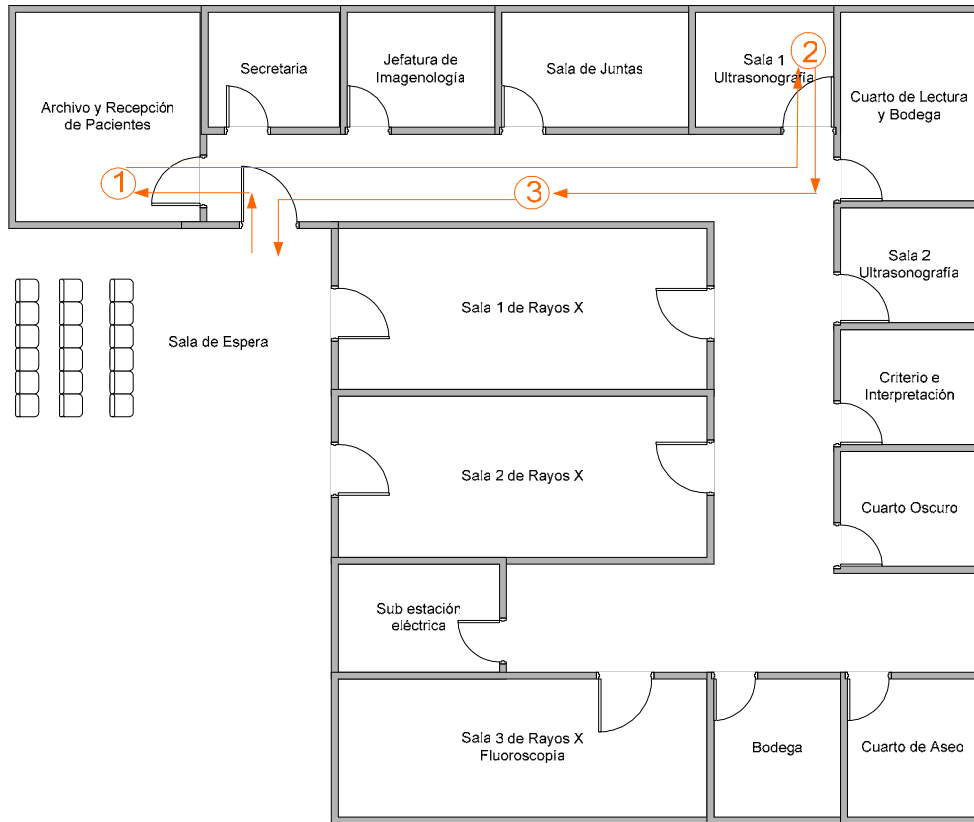 Archivo y Recepción
de Pacientes
Secretaria
Jefatura de
Imagenología
Sala de Juntas
Sala 1
Ultrasonografía
2
Cuarto de Lectura
y Bodega
1
3
Sala 2
Ultrasonografía
Sala de Espera
Sala 1 de Rayos X
Criterio e
Interpretación
Sala 2 de Rayos X
Cuarto Oscuro
Sub estación
eléctrica
Sala 3 de Rayos X
Fluoroscopía
Bodega
Cuarto de Aseo